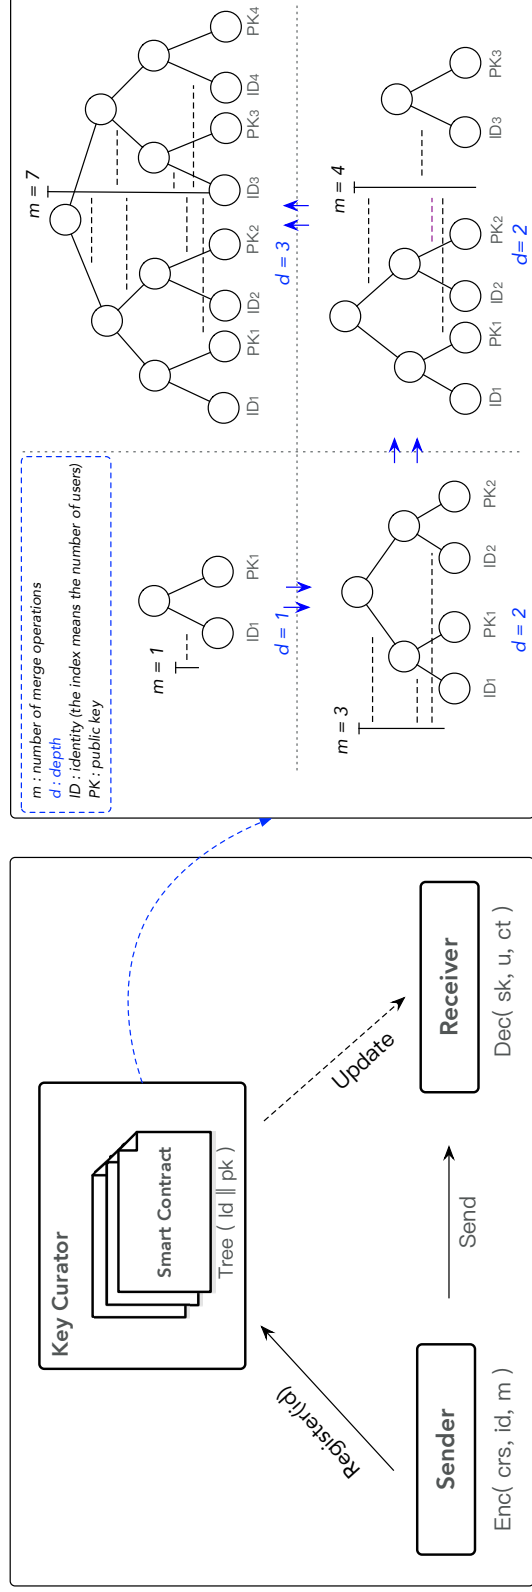 Key Curator
Smart Contract
Tree ( Id || pk )
Register(id)
Update
Sender
Enc( crs, id, m )
Send
Receiver
Dec( sk, u, ct )
m : number of merge operations
d : depth
ID : identity (the index means the number of users)
PK : public key
m = 1
ID1 PK1
d = 1
m = 3
ID1 PK1 ID2 PK2
d = 2
m = 4
ID1 PK1 ID2 PK2 ID3 PK3
d = 2
m = 7
ID1 PK1 ID2 PK2 ID3 PK3 ID4 PK4
d = 3